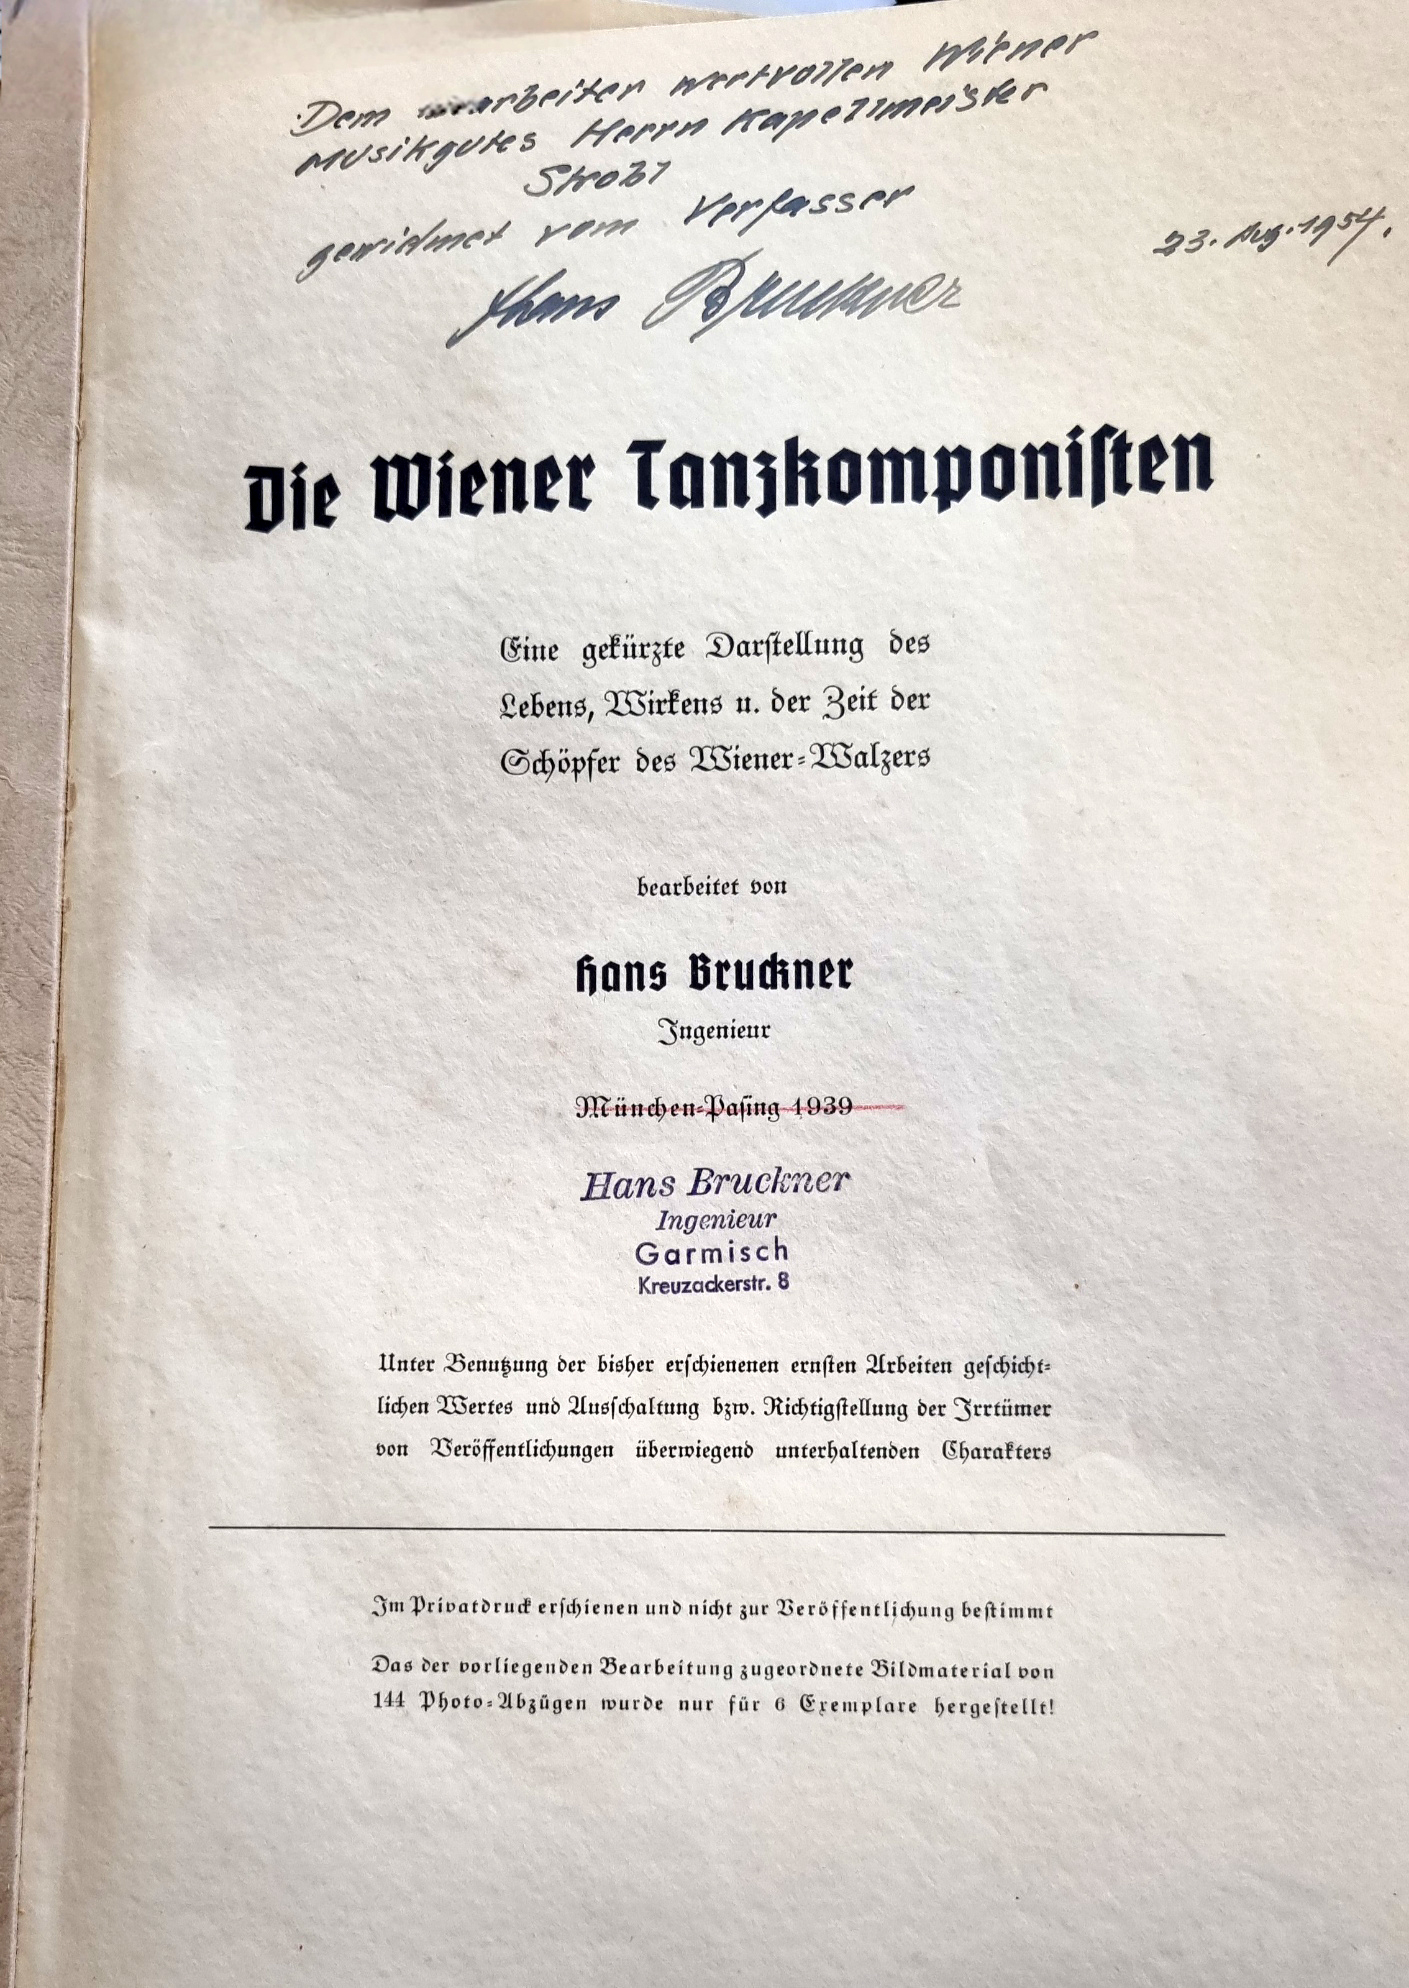 Dem arbeiter wertvollen Wiener
Musikgutes Herrn Kapellmeister
Strobl
gewidmet vom Verfasser
23. Aug. 1954.
Hans Bruckner
Die Wiener Tanzkomponiſten
Eine gekürzte Darſtellung des
Lebens, Wirkens u. der Zeit der
Schöpfer des Wiener-Walzers
bearbeitet von
Hans Bruckner
Ingenieur
München-Paſing 1939
Hans Bruckner
Ingenieur
Garmisch
Kreuzackerstr. 8
Unter Benutzung der bisher erſchienenen ernſten Arbeiten geſchicht-
lichen Wertes und Ausſchaltung bzw. Richtigſtellung der Irrtümer
von Veröffentlichungen überwiegend unterhaltenden Charakters
Im Privatdruck erſchienen und nicht zur Veröffentlichung beſtimmt
Das der vorliegenden Bearbeitung zugeordnete Bildmaterial von
144 Photo-Abzügen wurde nur für 6 Exemplare hergeſtellt!